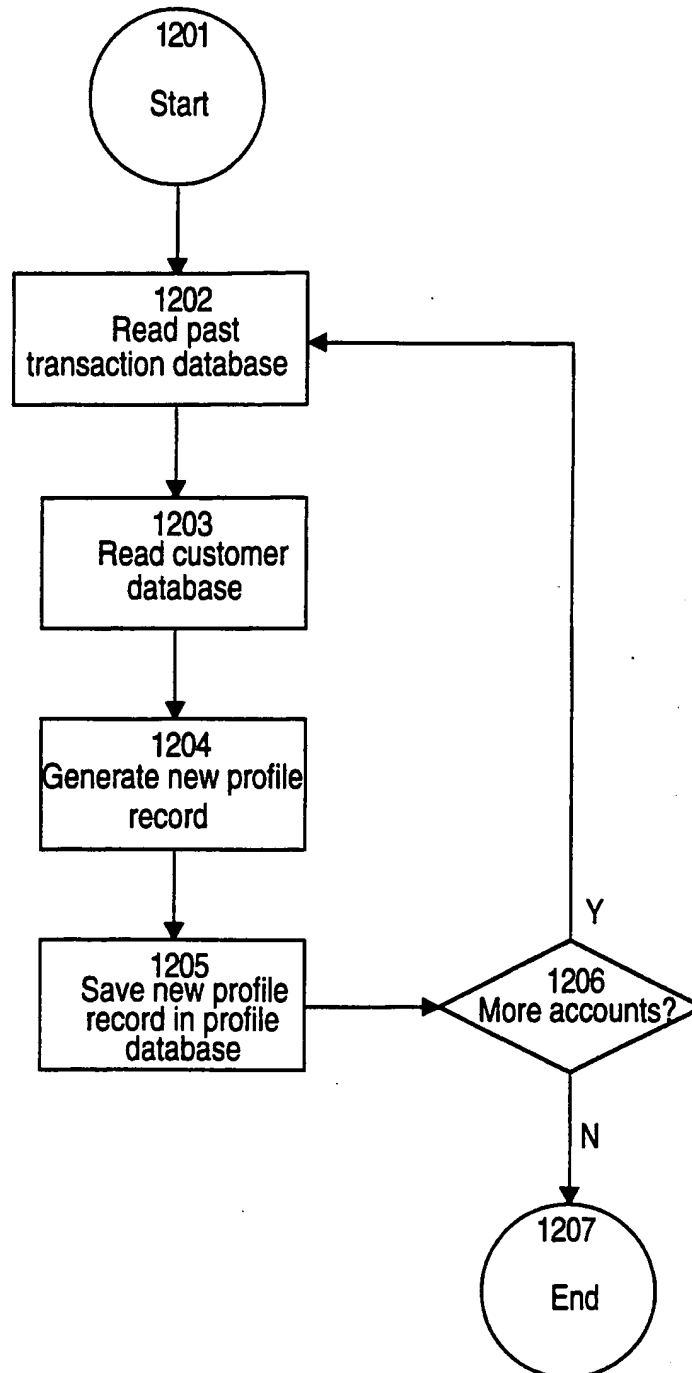 1201
Start
1202
Read past
transaction database
1203
Read customer
database
1204
Generate new profile
record
1205
Save new profile
record in profile
database
Y
1206
More accounts?
N
1207
End